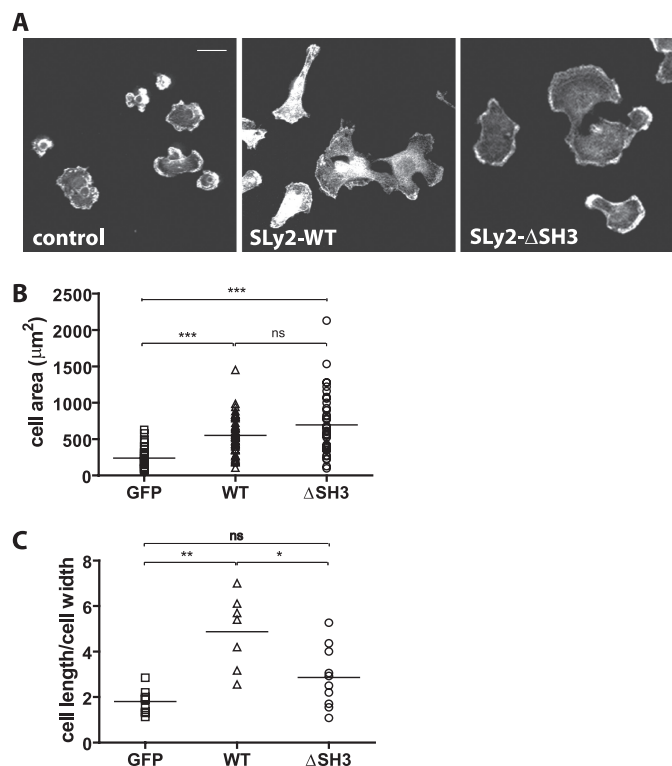 A
control
SLy2-WT
SLy2-ΔSH3
B
cell area (μm²)
2500
2000
1500
1000
500
0
***
***
ns
GFP
WT
ΔSH3
C
cell length/cell width
8
6
4
2
0
ns
**
*
GFP
WT
ΔSH3